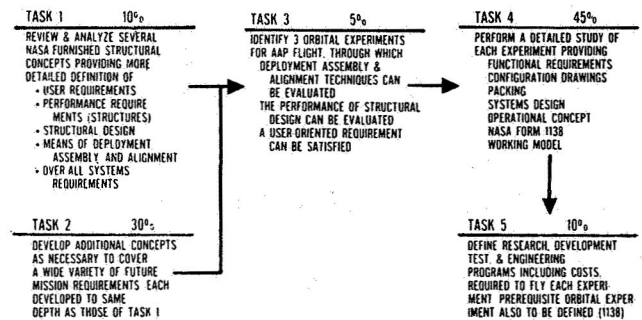 TASK 1 10%
REVIEW & ANALYZE SEVERAL
NASA FURNISHED STRUCTURAL
CONCEPTS PROVIDING MORE
DETAILED DEFINITION OF
• USER REQUIREMENTS
• PERFORMANCE REQUIRE
MENTS (STRUCTURES)
• STRUCTURAL DESIGN
• MEANS OF DEPLOYMENT
ASSEMBLY AND ALIGNMENT
• OVER ALL SYSTEMS
REQUIREMENTS
TASK 2 30%
DEVELOP ADDITIONAL CONCEPTS
AS NECESSARY TO COVER
A WIDE VARIETY OF FUTURE
MISSION REQUIREMENTS EACH
DEVELOPED TO SAME
DEPTH AS THOSE OF TASK 1
TASK 3 5%
IDENTIFY 3 ORBITAL EXPERIMENTS
FOR AAP FLIGHT, THROUGH WHICH
DEPLOYMENT ASSEMBLY &
ALIGNMENT TECHNIQUES CAN
BE EVALUATED
THE PERFORMANCE OF STRUCTURAL
DESIGN CAN BE EVALUATED
A USER-ORIENTED REQUIREMENT
CAN BE SATISFIED
TASK 4 45%
PERFORM A DETAILED STUDY OF
EACH EXPERIMENT PROVIDING
FUNCTIONAL REQUIREMENTS
CONFIGURATION DRAWINGS
PACKING
SYSTEMS DESIGN
OPERATIONAL CONCEPT
NASA FORM 1138
WORKING MODEL
TASK 5 10%
DEFINE RESEARCH, DEVELOPMENT
TEST, & ENGINEERING
PROGRAMS INCLUDING COSTS,
REQUIRED TO FLY EACH EXPERI-
MENT PREREQUISITE ORBITAL EXPER
IMENT ALSO TO BE DEFINED (1138)